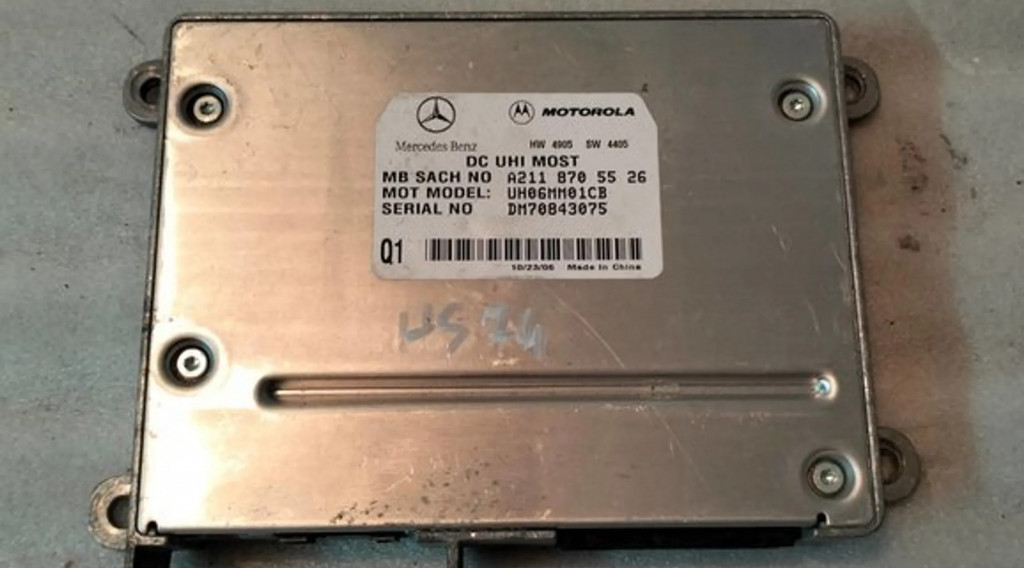 MOTOROLA
Mercedes-Benz HW 4905 SW 4405
DC UHI MOST
MB SACH NO A211 870 55 26
MOT MODEL: UH06MM01CB
SERIAL NO DM70843075
Q1
10/23/06 Made in China